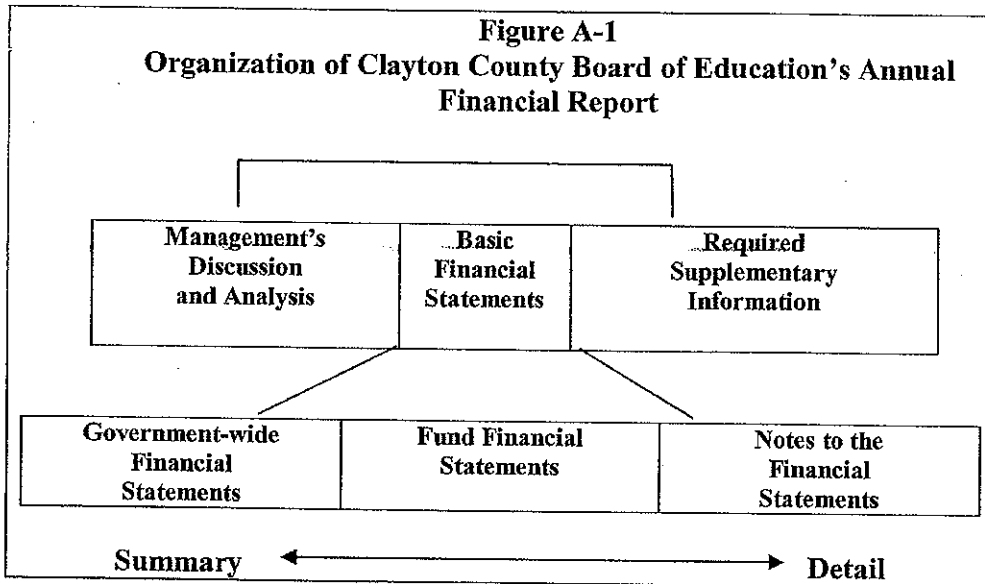 Figure A-1
Organization of Clayton County Board of Education's Annual
Financial Report
Management's
Discussion
and Analysis
Basic
Financial
Statements
Required
Supplementary
Information
Government-wide
Financial
Statements
Fund Financial
Statements
Notes to the
Financial
Statements
Summary
Detail